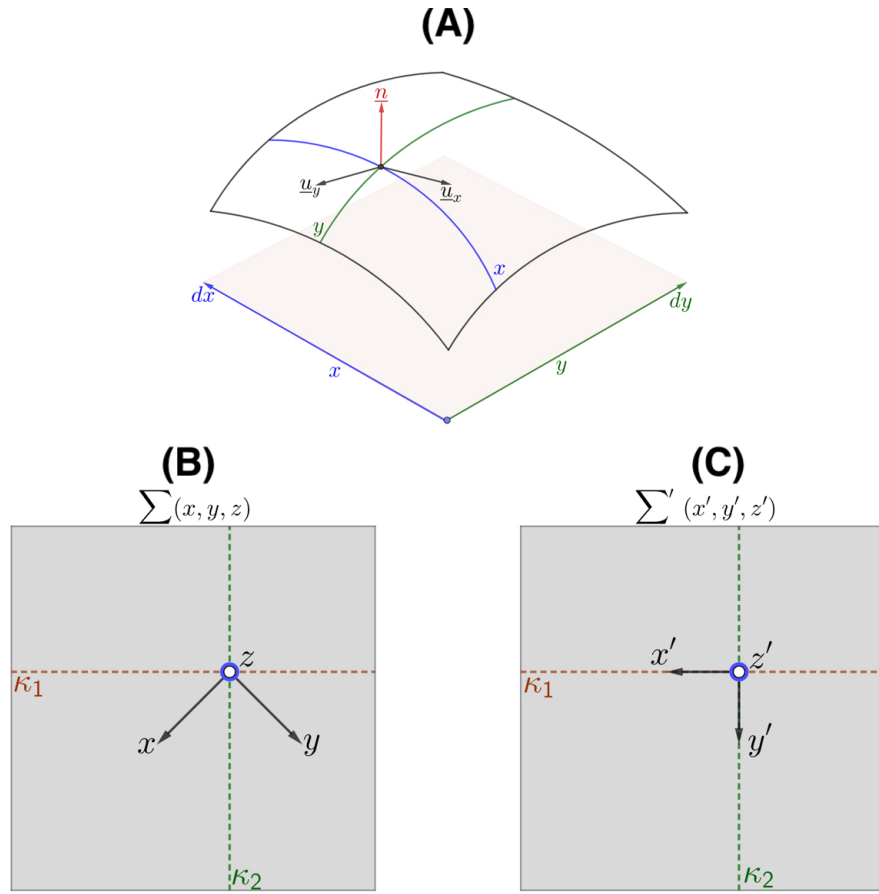 (A)
n
u_y
u_x
y
x
dx
dy
x
y
(B)
∑(x, y, z)
z
κ₁
x
y
κ₂
(C)
∑′ (x′, y′, z′)
x′
z′
κ₁
y′
κ₂